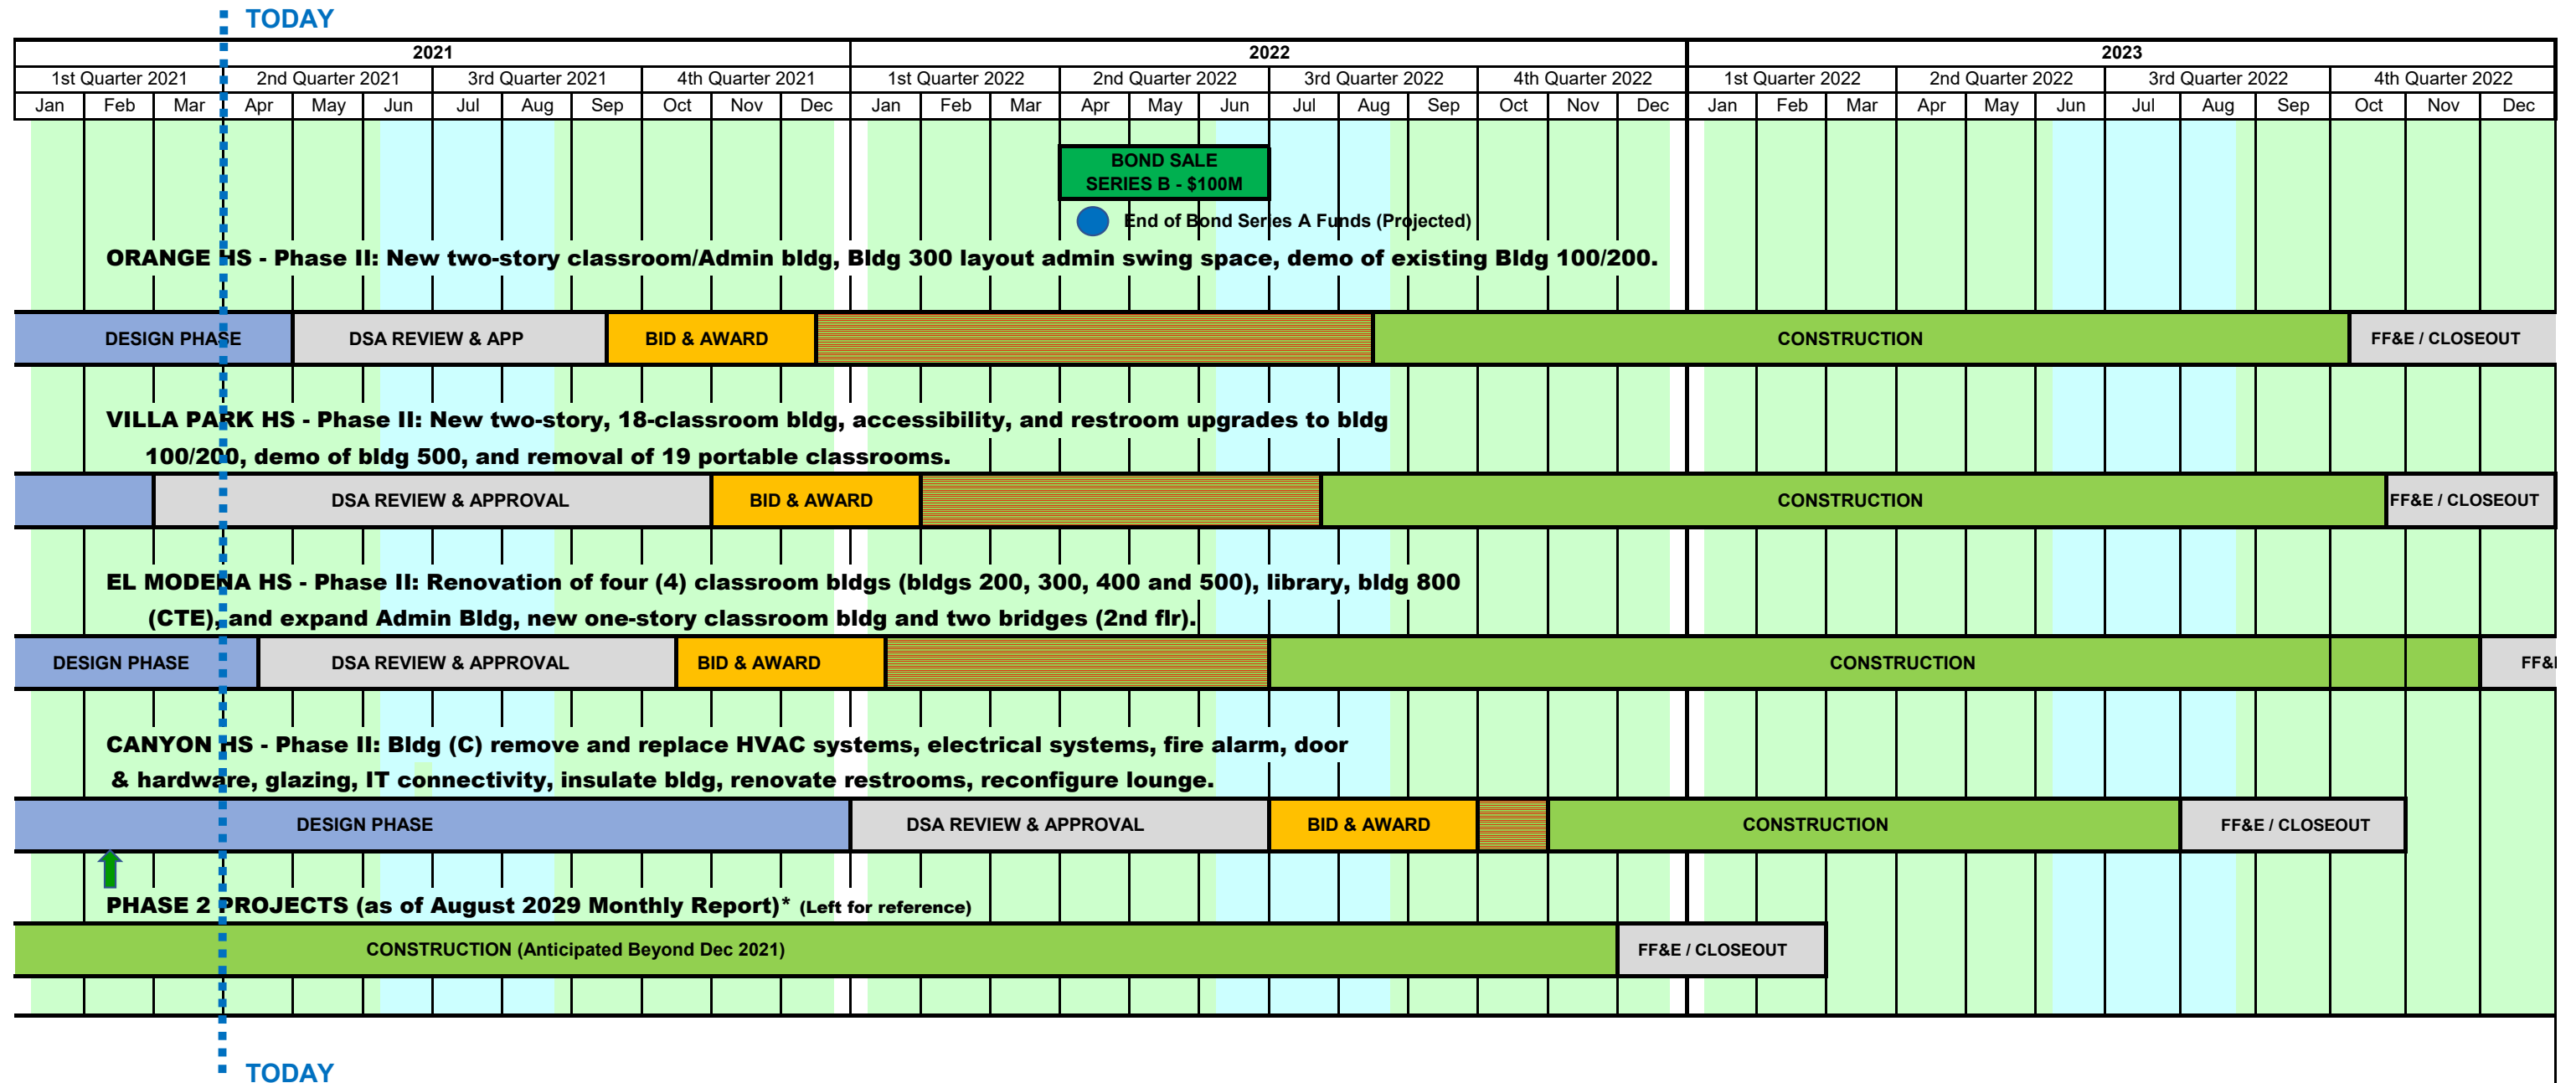 TODAY
2021 2022 2023
1st Quarter 2021 2nd Quarter 2021 3rd Quarter 2021 4th Quarter 2021 1st Quarter 2022 2nd Quarter 2022 3rd Quarter 2022 4th Quarter 2022 1st Quarter 2022 2nd Quarter 2022 3rd Quarter 2022 4th Quarter 2022
Jan Feb Mar Apr May Jun Jul Aug Sep Oct Nov Dec Jan Feb Mar Apr May Jun Jul Aug Sep Oct Nov Dec Jan Feb Mar Apr May Jun Jul Aug Sep Oct Nov Dec
BOND SALE
SERIES B - $100M
End of Bond Series A Funds (Projected)
ORANGE HS - Phase II: New two-story classroom/Admin bldg, Bldg 300 layout admin swing space, demo of existing Bldg 100/200.
DESIGN PHASE DSA REVIEW & APP BID & AWARD CONSTRUCTION FF&E / CLOSEOUT
VILLA PARK HS - Phase II: New two-story, 18-classroom bldg, accessibility, and restroom upgrades to bldg
100/200, demo of bldg 500, and removal of 19 portable classrooms.
DSA REVIEW & APPROVAL BID & AWARD CONSTRUCTION FF&E / CLOSEOUT
EL MODENA HS - Phase II: Renovation of four (4) classroom bldgs (bldgs 200, 300, 400 and 500), library, bldg 800
(CTE), and expand Admin Bldg, new one-story classroom bldg and two bridges (2nd flr).
DESIGN PHASE DSA REVIEW & APPROVAL BID & AWARD CONSTRUCTION FF&
CANYON HS - Phase II: Bldg (C) remove and replace HVAC systems, electrical systems, fire alarm, door
& hardware, glazing, IT connectivity, insulate bldg, renovate restrooms, reconfigure lounge.
DESIGN PHASE DSA REVIEW & APPROVAL BID & AWARD CONSTRUCTION FF&E / CLOSEOUT
PHASE 2 PROJECTS (as of August 2029 Monthly Report)* (Left for reference)
CONSTRUCTION (Anticipated Beyond Dec 2021) FF&E / CLOSEOUT
TODAY